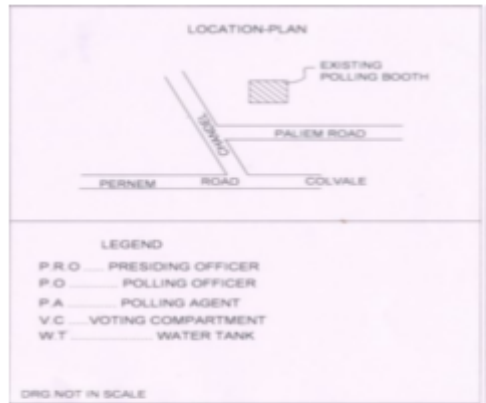 LOCATION-PLAN
EXISTING
POLLING BOOTH
CHANDEL
PALIEM ROAD
PERNEM ROAD COLVALE
LEGEND
P.R.O ..... PRESIDING OFFICER
P.O .............. POLLING OFFICER
P.A .............. POLLING AGENT
V.C .....VOTING COMPARTMENT
W.T ....................... WATER TANK
DRG.NOT IN SCALE